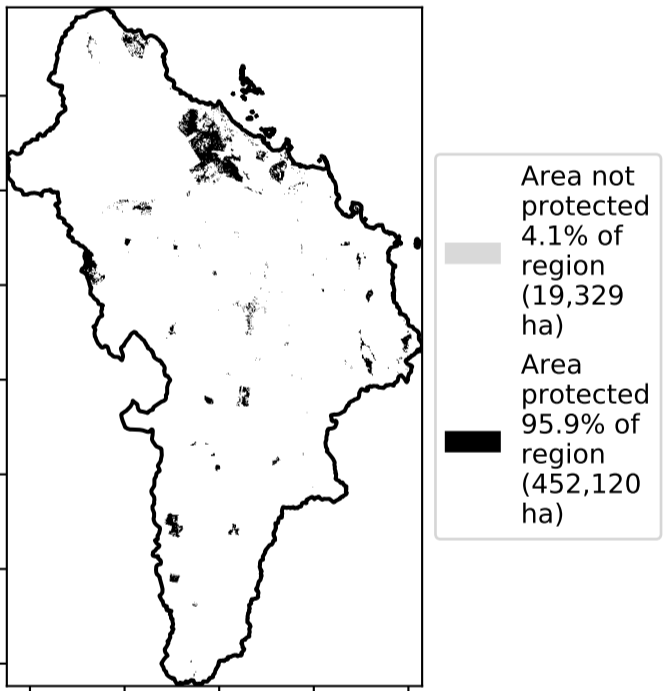 Area not
protected
4.1% of
region
(19,329
ha)
Area
protected
95.9% of
region
(452,120
ha)